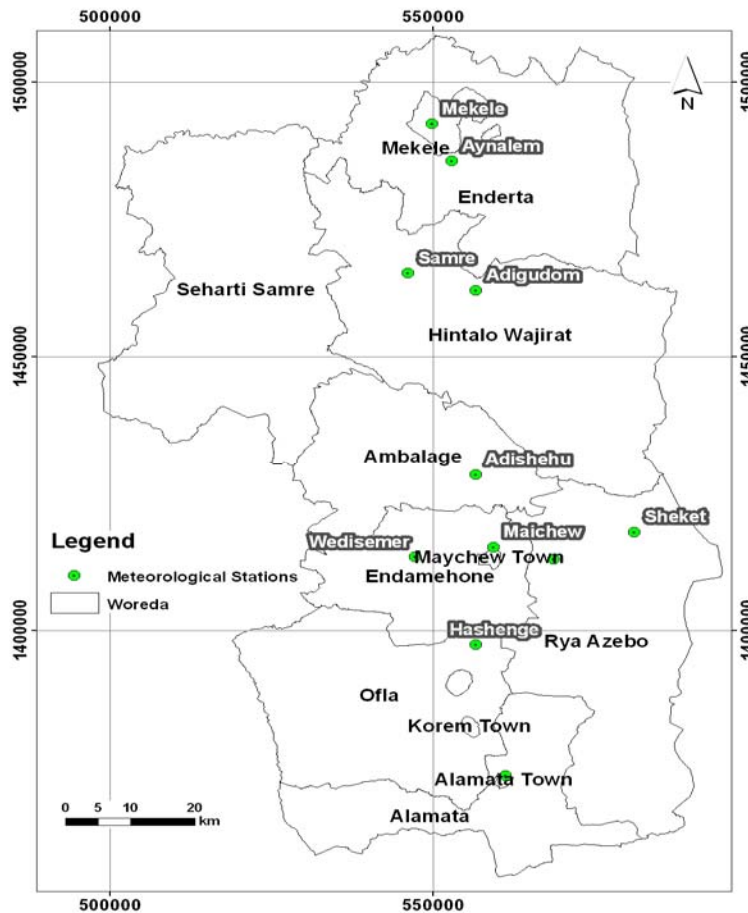 500000 550000
1500000 1500000
N
Mekele
Mekele
Aynalem
Enderta
Samre
Seharti Samre
Adigudom
Hintalo Wajirat
1450000 1450000
Ambalage
Adishehu
Sheket
Legend
Wedisemer
Maichew
Maychew Town
Meteorological Stations
Endamehone
Woreda
1400000 1400000
Hashenge
Rya Azebo
Ofla
Korem Town
Alamata Town
0 5 10 20
km
Alamata
500000 550000